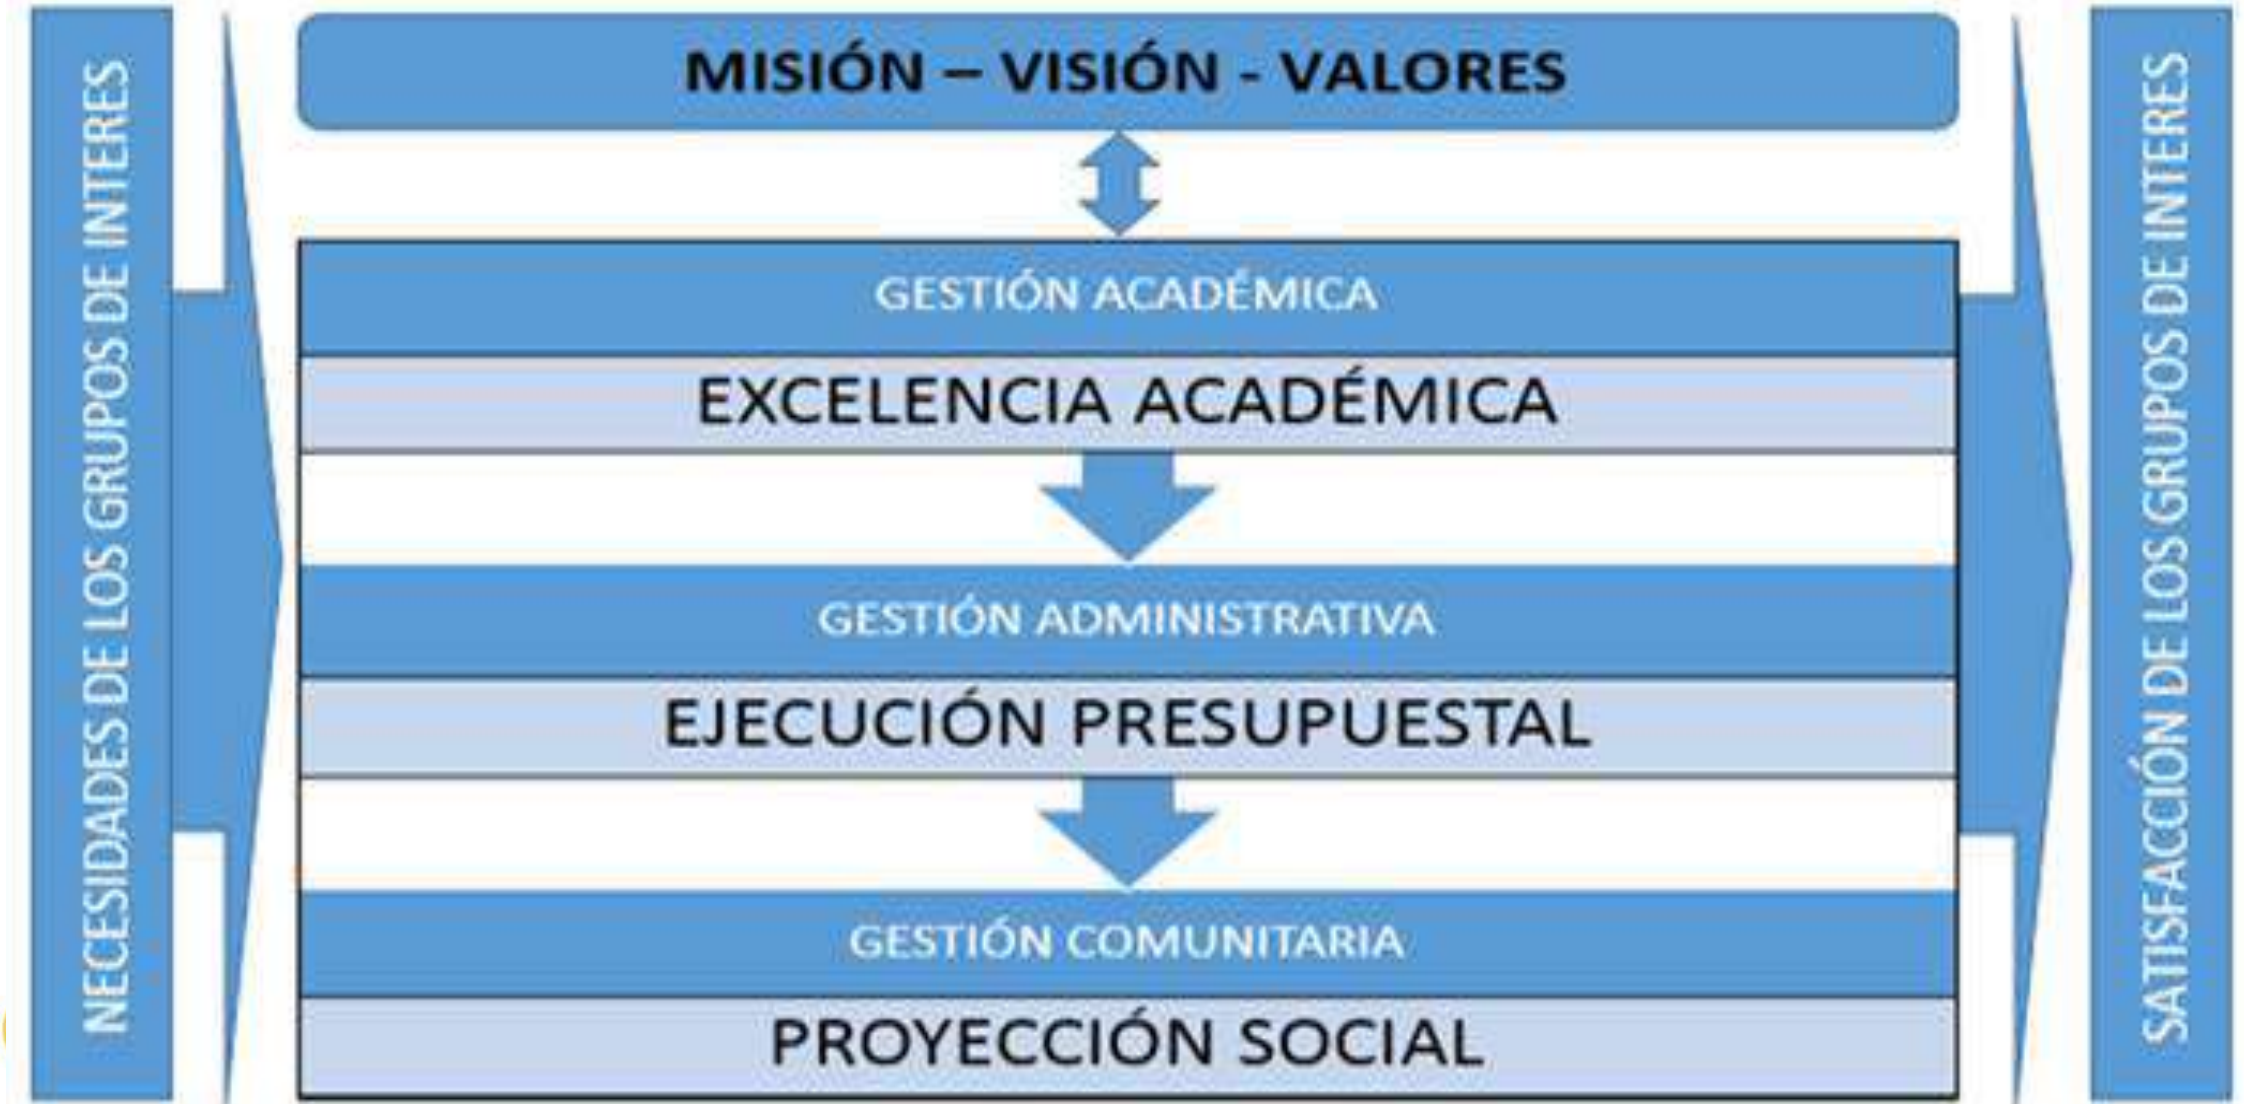 NECESIDADES DE LOS GRUPOS DE INTERES
MISIÓN – VISIÓN - VALORES
GESTIÓN ACADÉMICA
EXCELENCIA ACADÉMICA
GESTIÓN ADMINISTRATIVA
EJECUCIÓN PRESUPUESTAL
GESTIÓN COMUNITARIA
PROYECCIÓN SOCIAL
SATISFACCIÓN DE LOS GRUPOS DE INTERES